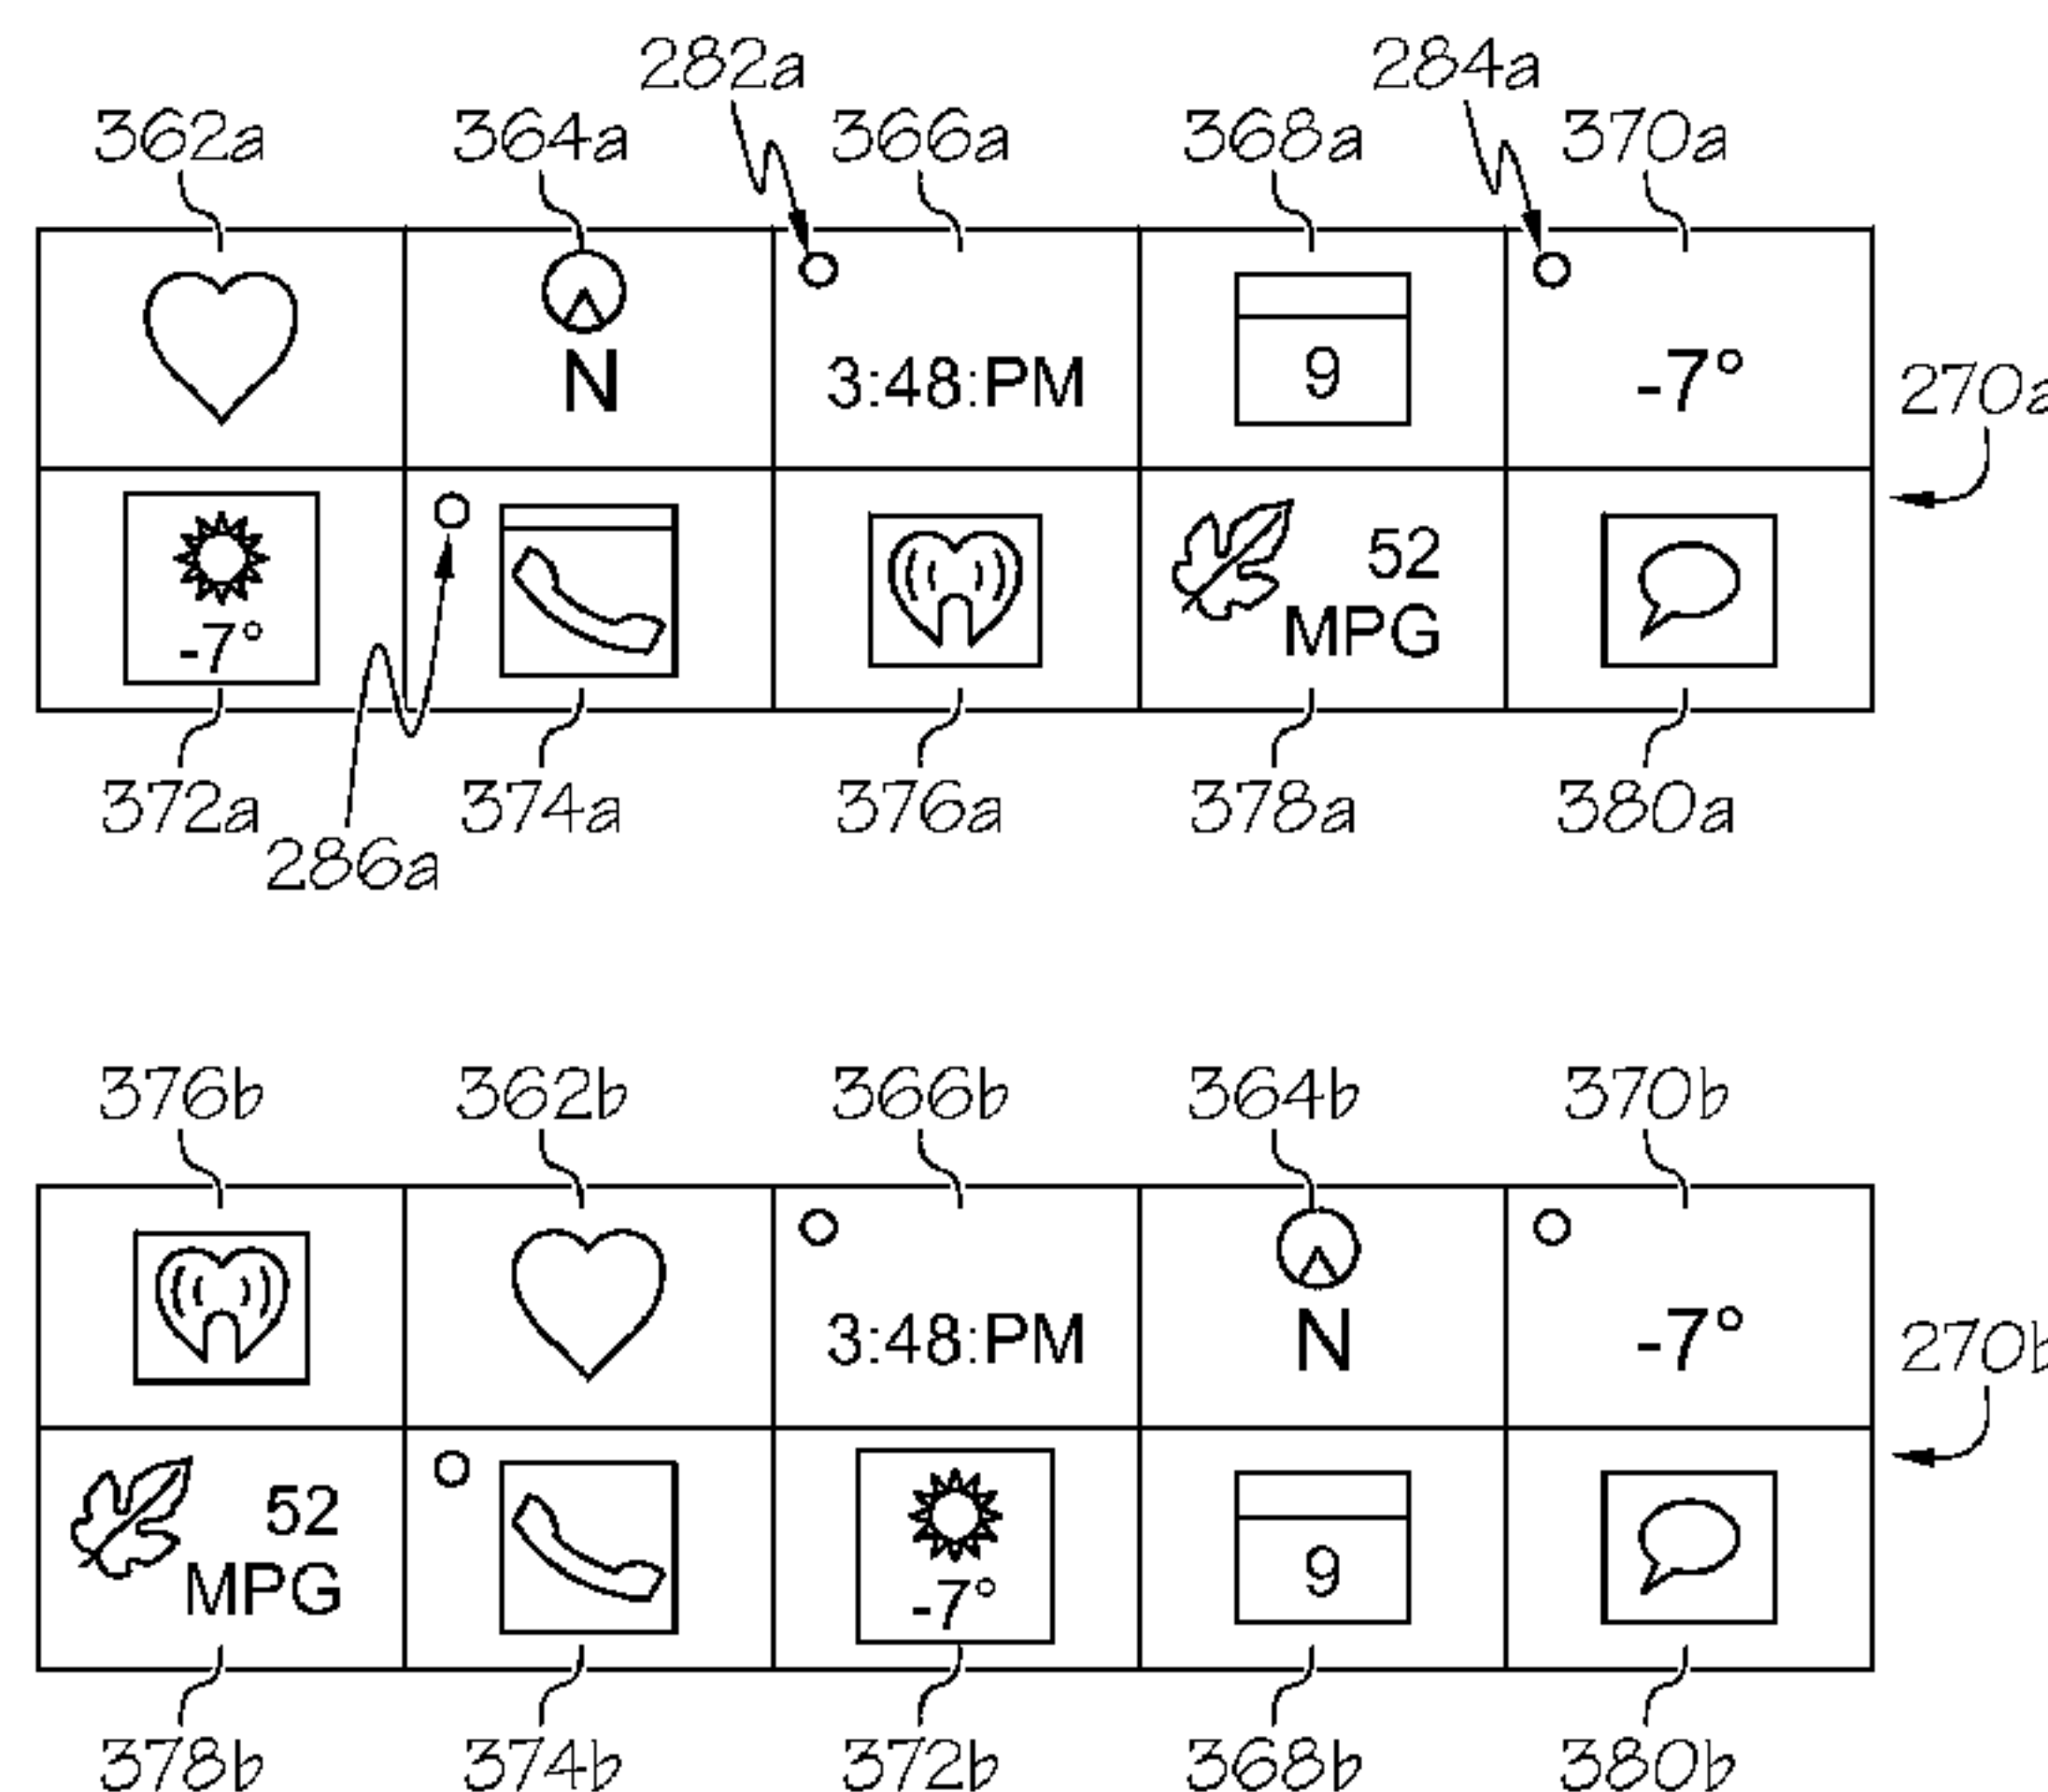 282a 284a
362a 364a 366a 368a 370a
N 3:48:PM 9 -7°
270a
-7° 52 MPG
372a 374a 376a 378a 380a
286a
376b 362b 366b 364b 370b
3:48:PM N -7°
270b
52 MPG -7° 9
378b 374b 372b 368b 380b